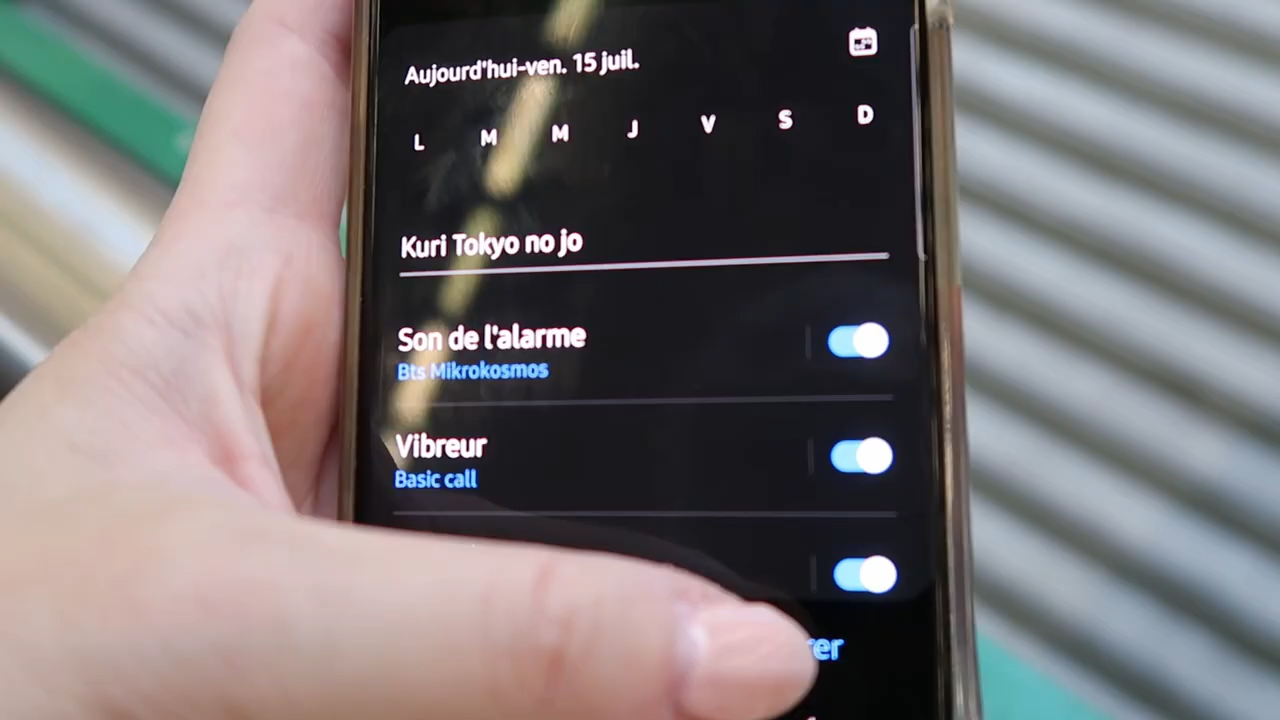 Aujourd'hui-ven. 15 juil.
L M M J V S D
Kuri Tokyo no jo
Son de l'alarme
Bts Mikrokosmos
Vibreur
Basic call